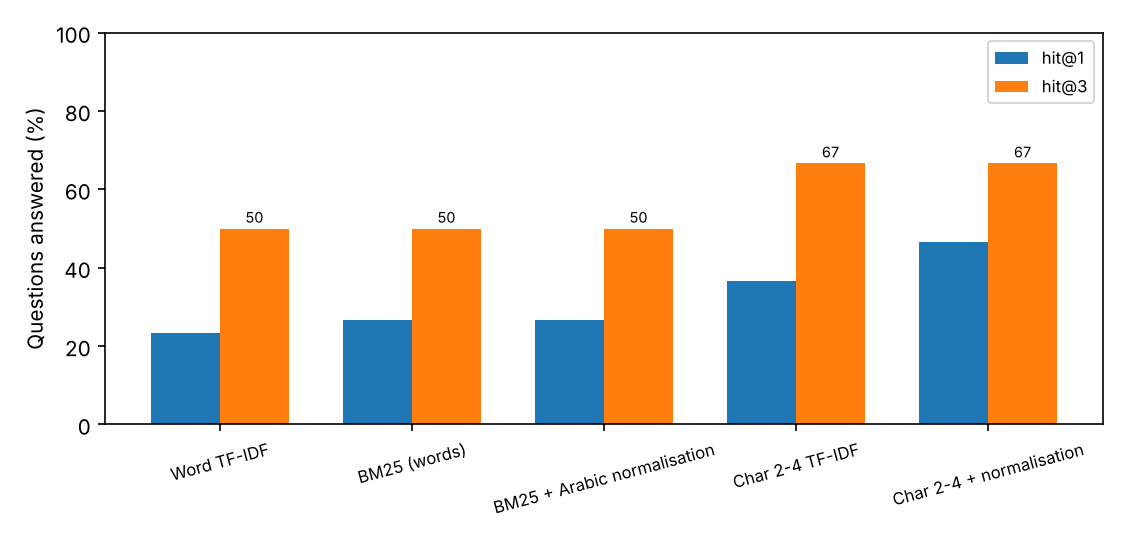 Questions answered (%)
100
80
60
40
20
0
hit@1
hit@3
50
50
50
67
67
Word TF-IDF
BM25 (words)
BM25 + Arabic normalisation
Char 2-4 TF-IDF
Char 2-4 + normalisation